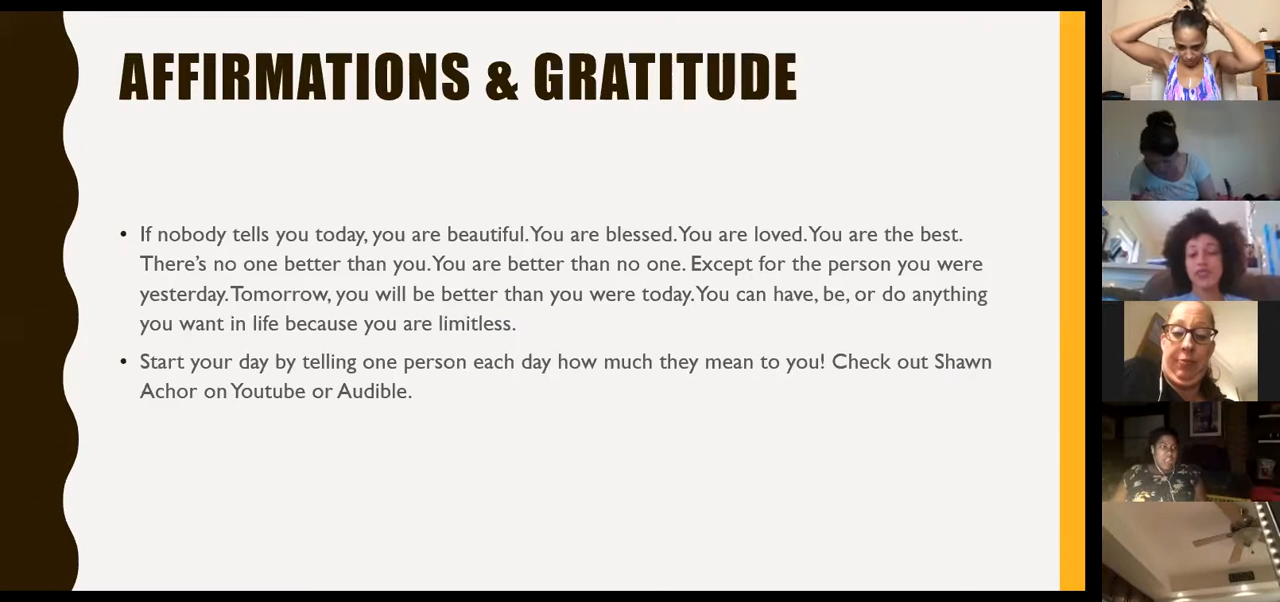 AFFIRMATIONS & GRATITUDE
• If nobody tells you today, you are beautiful. You are blessed. You are loved. You are the best.
There’s no one better than you. You are better than no one. Except for the person you were
yesterday. Tomorrow, you will be better than you were today. You can have, be, or do anything
you want in life because you are limitless.
• Start your day by telling one person each day how much they mean to you! Check out Shawn
Achor on Youtube or Audible.